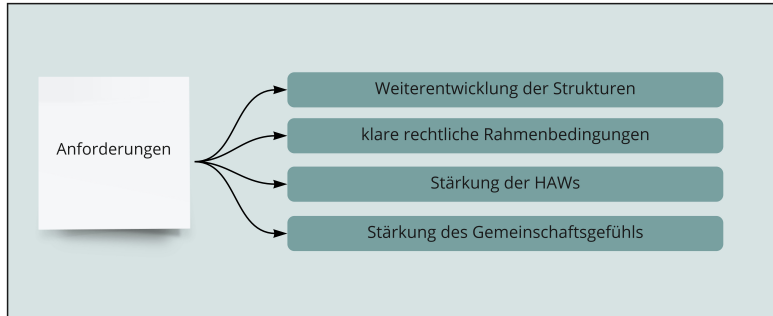 Anforderungen
Weiterentwicklung der Strukturen
klare rechtliche Rahmenbedingungen
Stärkung der HAWs
Stärkung des Gemeinschaftsgefühls